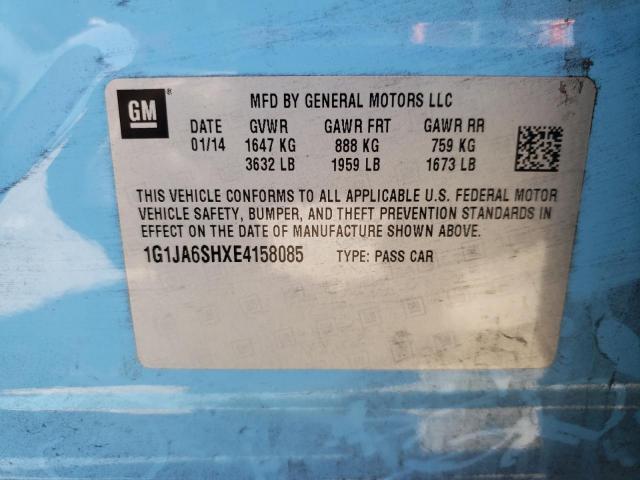 GM ®
MFD BY GENERAL MOTORS LLC
DATE GVWR GAWR FRT GAWR RR
01/14 1647 KG 888 KG 759 KG
3632 LB 1959 LB 1673 LB
THIS VEHICLE CONFORMS TO ALL APPLICABLE U.S. FEDERAL MOTOR
VEHICLE SAFETY, BUMPER, AND THEFT PREVENTION STANDARDS IN
EFFECT ON THE DATE OF MANUFACTURE SHOWN ABOVE.
1G1JA6SHXE4158085 TYPE: PASS CAR